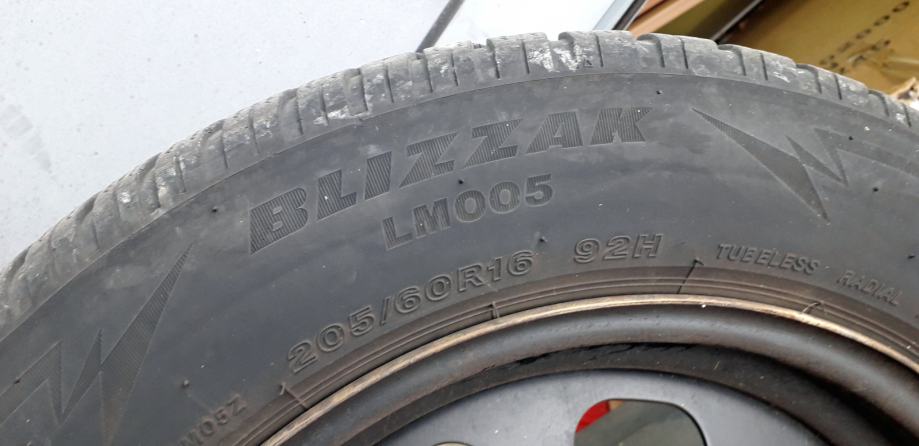 BLIZZAK
LM005
205/60R16 92H TUBELESS RADIAL